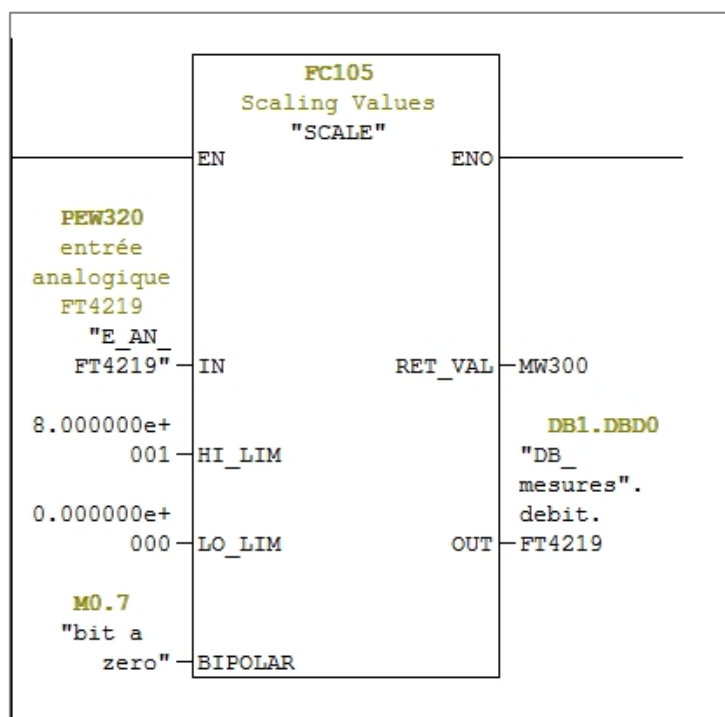 FC105
Scaling Values
"SCALE"
EN
ENO
PEW320
entrée
analogique
FT4219
"E_AN_
FT4219"
IN
RET_VAL
MW300
8.000000e+
001
HI_LIM
DB1.DBD0
"DB_
mesures".
debit.
FT4219
0.000000e+
000
LO_LIM
OUT
M0.7
"bit a
zero"
BIPOLAR